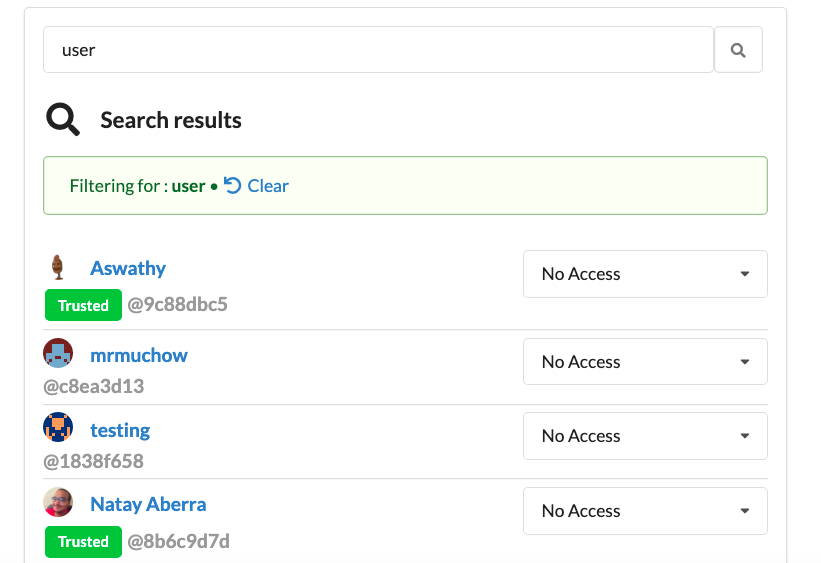 user
Search results
Filtering for : user • Clear
Aswathy
No Access
Trusted @9c88dbc5
mrmuchow
No Access
@c8ea3d13
testing
No Access
@1838f658
Natay Aberra
No Access
Trusted @8b6c9d7d